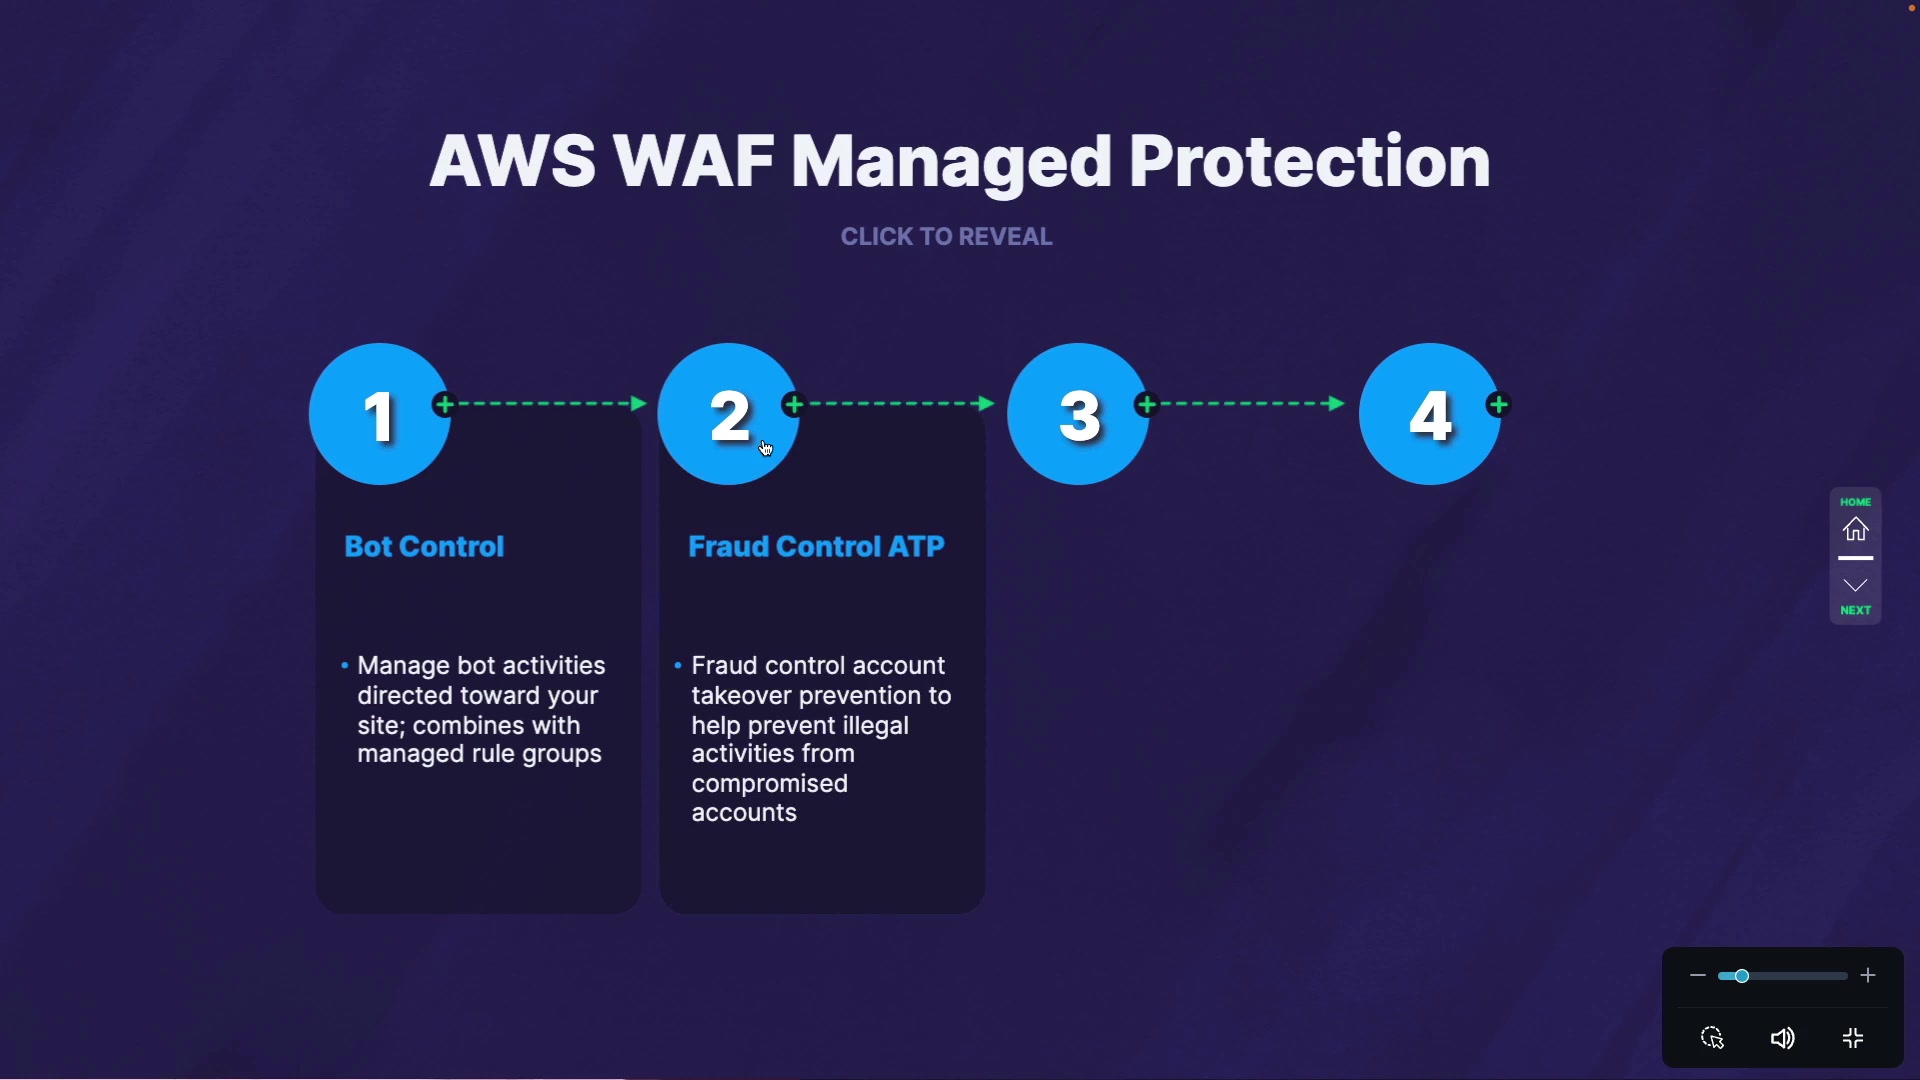 AWS WAF Managed Protection
CLICK TO REVEAL
1
2
3
4
Bot Control
• Manage bot activities
directed toward your
site; combines with
managed rule groups
Fraud Control ATP
• Fraud control account
takeover prevention to
help prevent illegal
activities from
compromised
accounts
HOME
NEXT